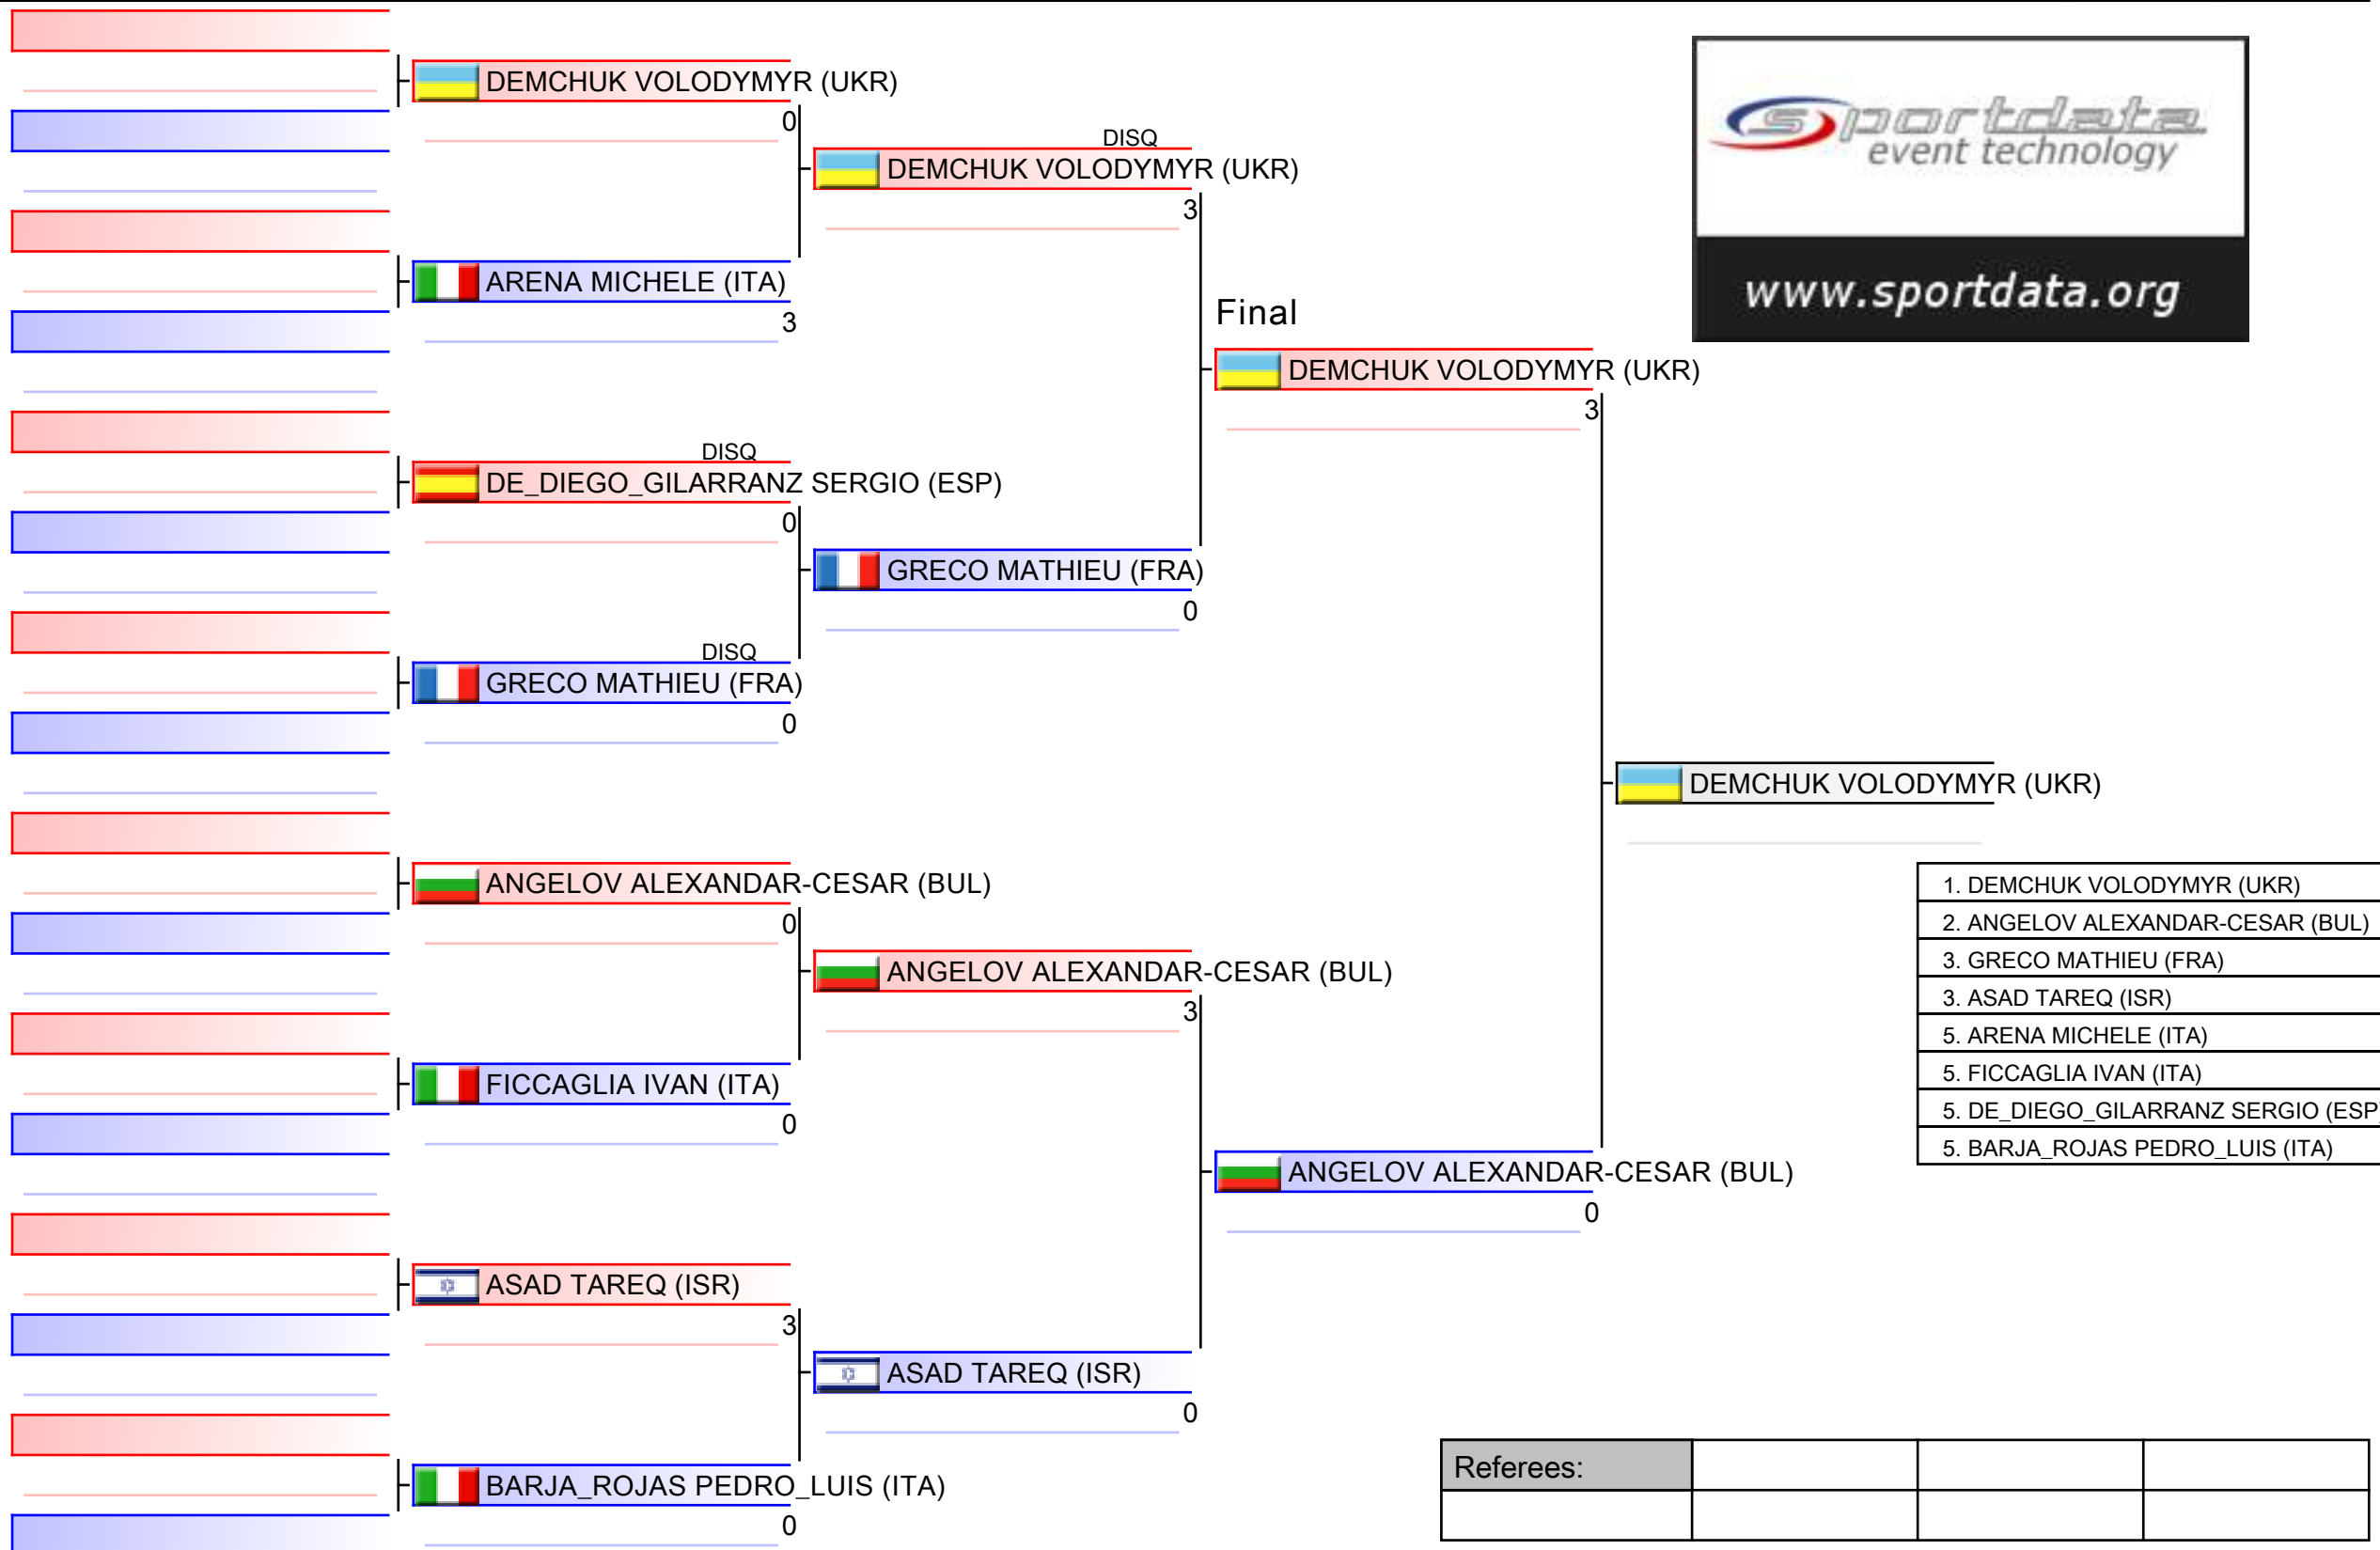 DEMCHUK VOLODYMYR (UKR)
0
ARENA MICHELE (ITA)
3
DISQ
DE_DIEGO_GILARRANZ SERGIO (ESP)
0
DISQ
GRECO MATHIEU (FRA)
0
ANGELOV ALEXANDAR-CESAR (BUL)
0
FICCAGLIA IVAN (ITA)
0
ASAD TAREQ (ISR)
3
BARJA_ROJAS PEDRO_LUIS (ITA)
0
DISQ
DEMCHUK VOLODYMYR (UKR)
3
GRECO MATHIEU (FRA)
0
ANGELOV ALEXANDAR-CESAR (BUL)
3
ASAD TAREQ (ISR)
0
Final
DEMCHUK VOLODYMYR (UKR)
3
ANGELOV ALEXANDAR-CESAR (BUL)
0
DEMCHUK VOLODYMYR (UKR)
sportdata
event technology
www.sportdata.org
1. DEMCHUK VOLODYMYR (UKR)
2. ANGELOV ALEXANDAR-CESAR (BUL)
3. GRECO MATHIEU (FRA)
3. ASAD TAREQ (ISR)
5. ARENA MICHELE (ITA)
5. FICCAGLIA IVAN (ITA)
5. DE_DIEGO_GILARRANZ SERGIO (ESP
5. BARJA_ROJAS PEDRO_LUIS (ITA)
Referees: